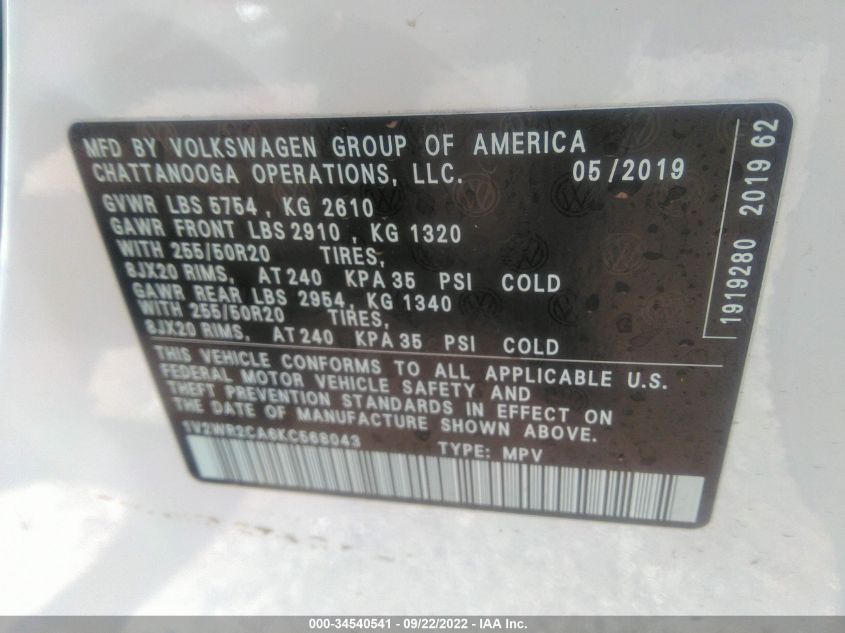 MFD BY VOLKSWAGEN GROUP OF AMERICA
CHATTANOOGA OPERATIONS, LLC. 05/2019
GVWR LBS 5754 , KG 2610
GAWR FRONT LBS 2910 , KG 1320
WITH 255/50R20 TIRES,
8JX20 RIMS, AT 240 KPA 35 PSI COLD
GAWR REAR LBS 2954, KG 1340
WITH 255/50R20 TIRES,
8JX20 RIMS, AT 240 KPA 35 PSI COLD
THIS VEHICLE CONFORMS TO ALL APPLICABLE U.S.
FEDERAL MOTOR VEHICLE SAFETY AND
THEFT PREVENTION STANDARDS IN EFFECT ON
THE DATE OF MANUFACTURE SHOWN ABOVE.
1V2WR2CA6KC568043 TYPE: MPV
1919280 2019 62
000-34540541 - 09/22/2022 - IAA Inc.